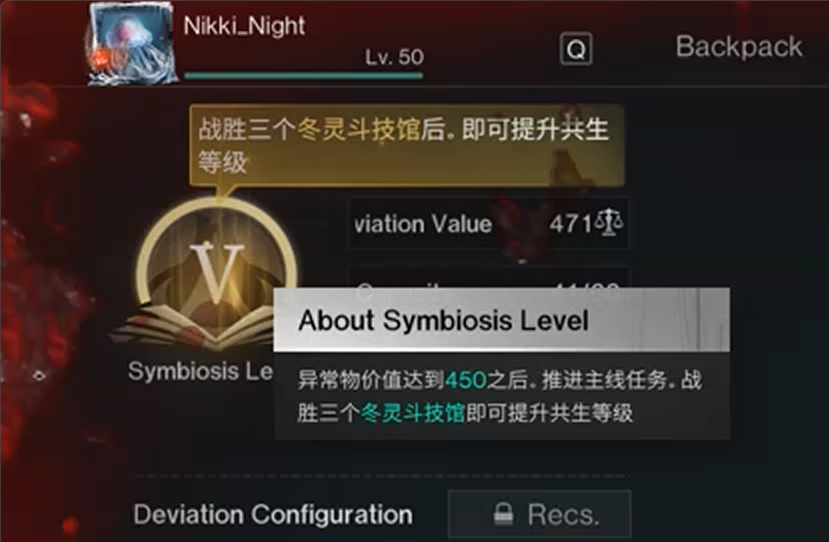 Nikki_Night
Lv. 50
Q
Backpack
战胜三个冬灵斗技馆后。即可提升共生
等级
viation Value 471
V
About Symbiosis Level
Symbiosis Le
异常物价值达到450之后。推进主线任务。战
胜三个冬灵斗技馆即可提升共生等级
Deviation Configuration
Recs.